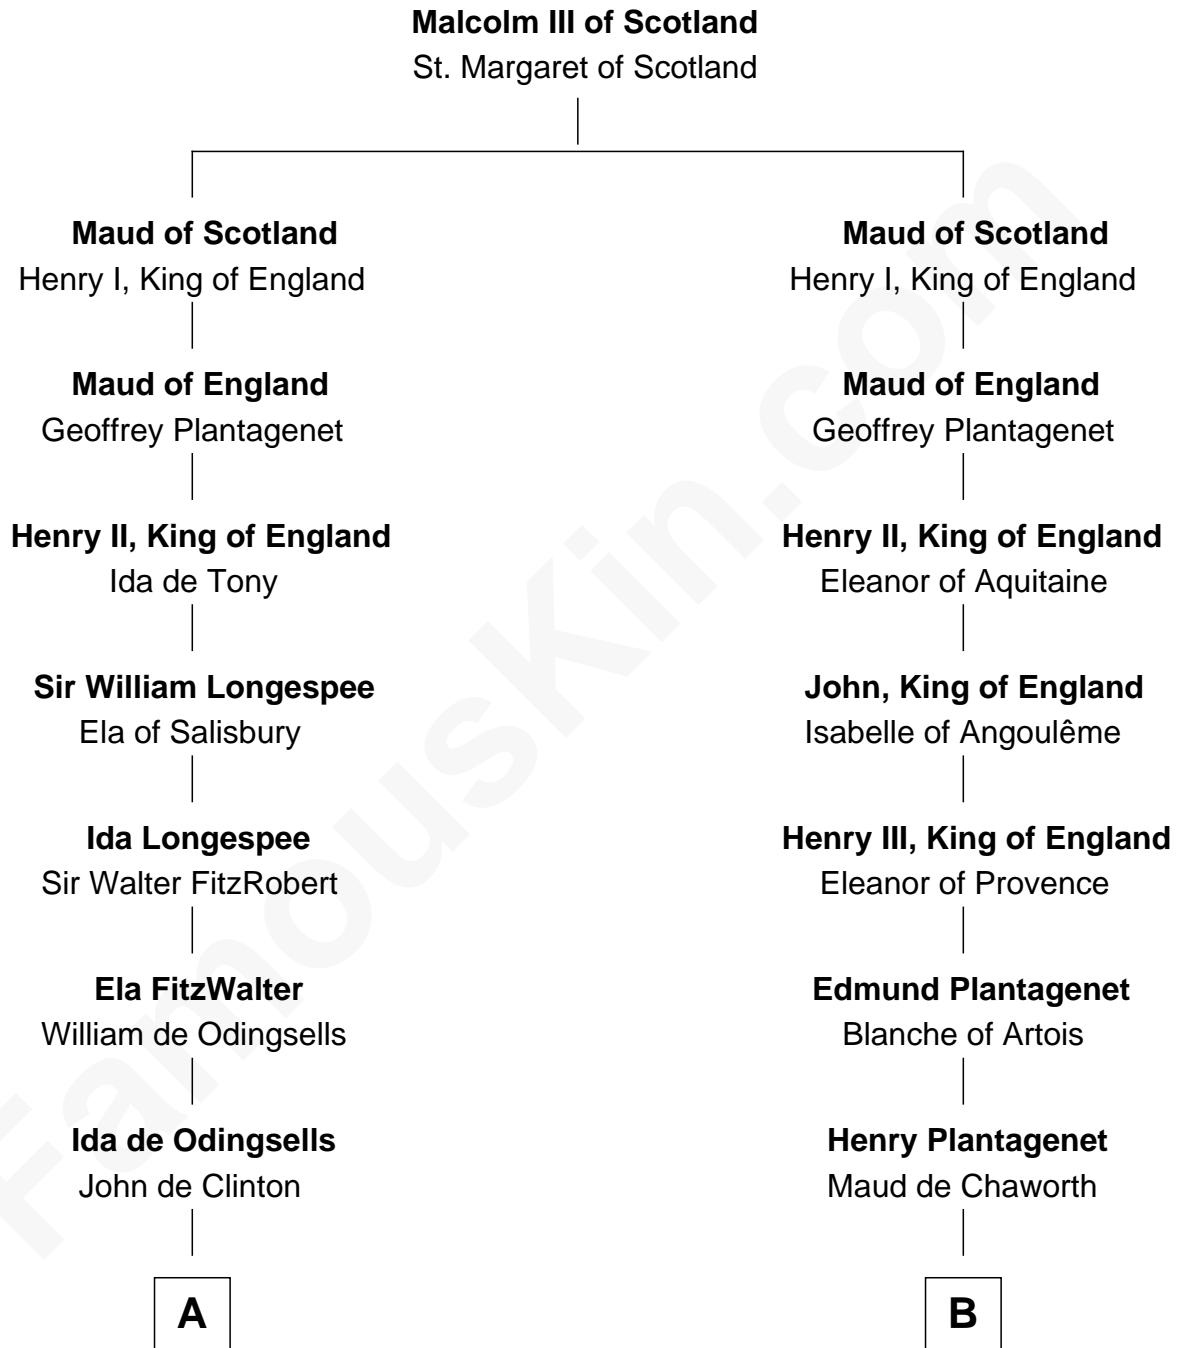 Malcolm III of Scotland
St. Margaret of Scotland
Maud of Scotland
Henry I, King of England
Maud of Scotland
Henry I, King of England
Maud of England
Geoffrey Plantagenet
Maud of England
Geoffrey Plantagenet
Henry II, King of England
Ida de Tony
Henry II, King of England
Eleanor of Aquitaine
Sir William Longespee
Ela of Salisbury
John, King of England
Isabelle of Angoulême
Ida Longespee
Sir Walter FitzRobert
Henry III, King of England
Eleanor of Provence
Ela FitzWalter
William de Odingsells
Edmund Plantagenet
Blanche of Artois
Ida de Odingsells
John de Clinton
Henry Plantagenet
Maud de Chaworth
A
B
FamousKin.com